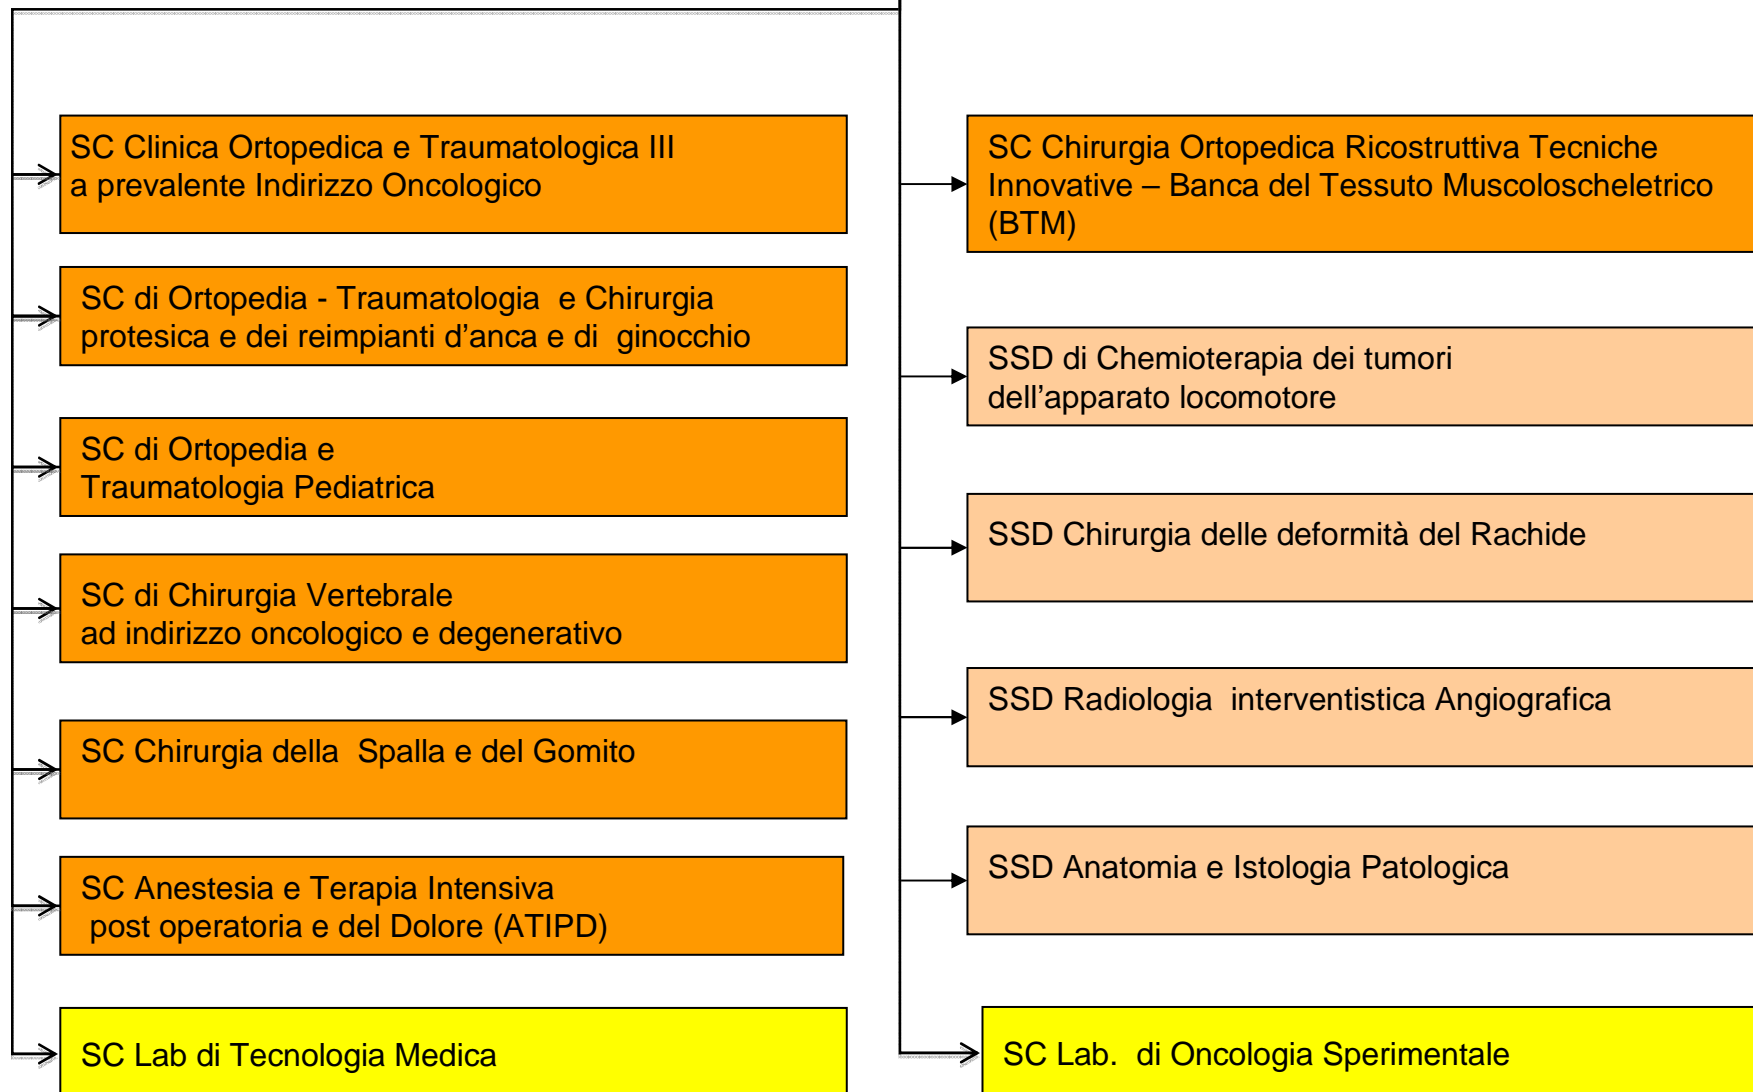 SC Clinica Ortopedica e Traumatologica III
a prevalente Indirizzo Oncologico
SC di Ortopedia - Traumatologia e Chirurgia
protesica e dei reimpianti d’anca e di ginocchio
SC di Ortopedia e
Traumatologia Pediatrica
SC di Chirurgia Vertebrale
ad indirizzo oncologico e degenerativo
SC Chirurgia della Spalla e del Gomito
SC Anestesia e Terapia Intensiva
post operatoria e del Dolore (ATIPD)
SC Lab di Tecnologia Medica
SC Chirurgia Ortopedica Ricostruttiva Tecniche
Innovative – Banca del Tessuto Muscoloscheletrico
(BTM)
SSD di Chemioterapia dei tumori
dell’apparato locomotore
SSD Chirurgia delle deformità del Rachide
SSD Radiologia interventistica Angiografica
SSD Anatomia e Istologia Patologica
SC Lab. di Oncologia Sperimentale